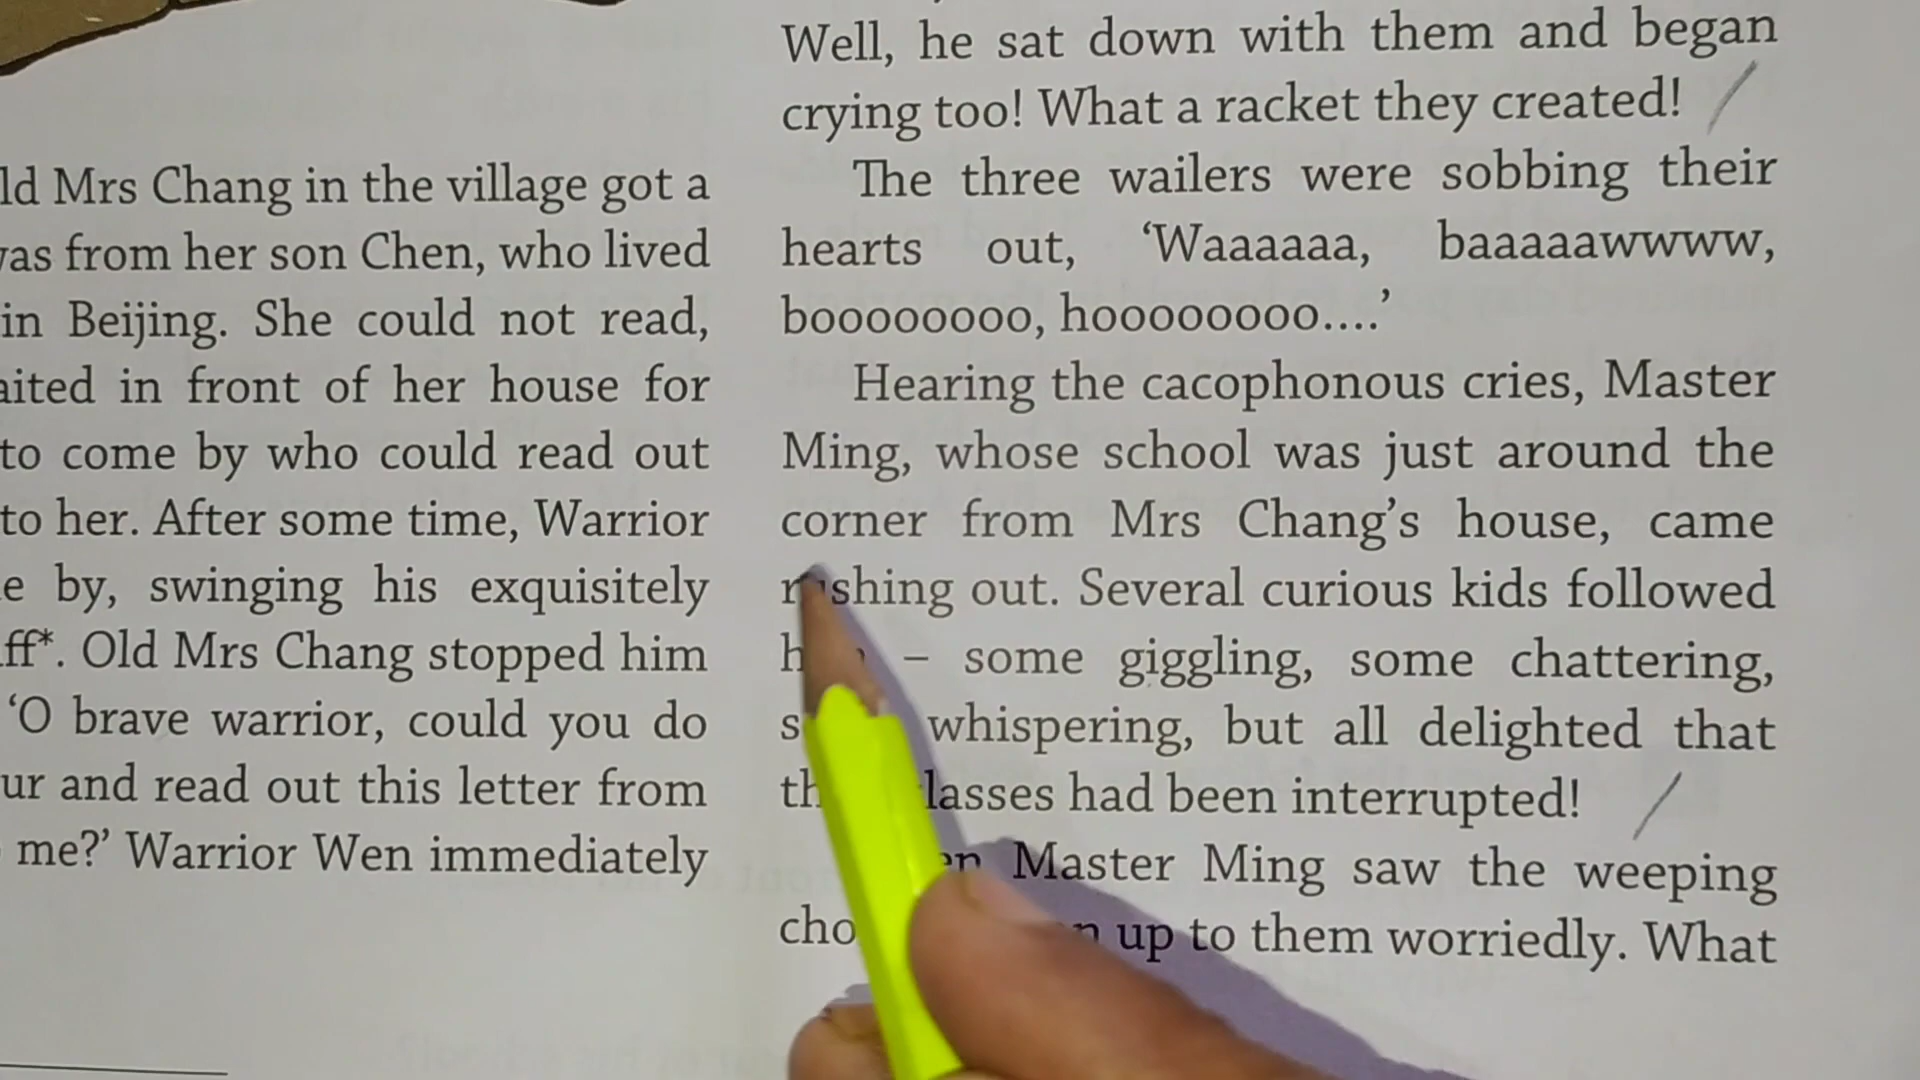 ld Mrs Chang in the village got a
as from her son Chen, who lived
in Beijing. She could not read,
aited in front of her house for
to come by who could read out
to her. After some time, Warrior
e by, swinging his exquisitely
ff*. Old Mrs Chang stopped him
‘O brave warrior, could you do
ur and read out this letter from
me?’ Warrior Wen immediately
Well, he sat down with them and began
crying too! What a racket they created!
The three wailers were sobbing their
hearts out, ‘Waaaaaa, baaaaawwww,
boooooooo, hoooooooo....’
Hearing the cacophonous cries, Master
Ming, whose school was just around the
corner from Mrs Chang’s house, came
rushing out. Several curious kids followed
– some giggling, some chattering,
whispering, but all delighted that
lasses had been interrupted!
Master Ming saw the weeping
up to them worriedly. What